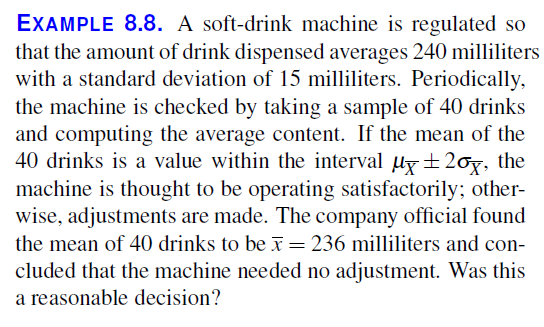 EXAMPLE 8.8. A soft-drink machine is regulated so
that the amount of drink dispensed averages 240 milliliters
with a standard deviation of 15 milliliters. Periodically,
the machine is checked by taking a sample of 40 drinks
and computing the average content. If the mean of the
40 drinks is a value within the interval μ_X̅ ± 2σ_X̅, the
machine is thought to be operating satisfactorily; other-
wise, adjustments are made. The company official found
the mean of 40 drinks to be x̅ = 236 milliliters and con-
cluded that the machine needed no adjustment. Was this
a reasonable decision?